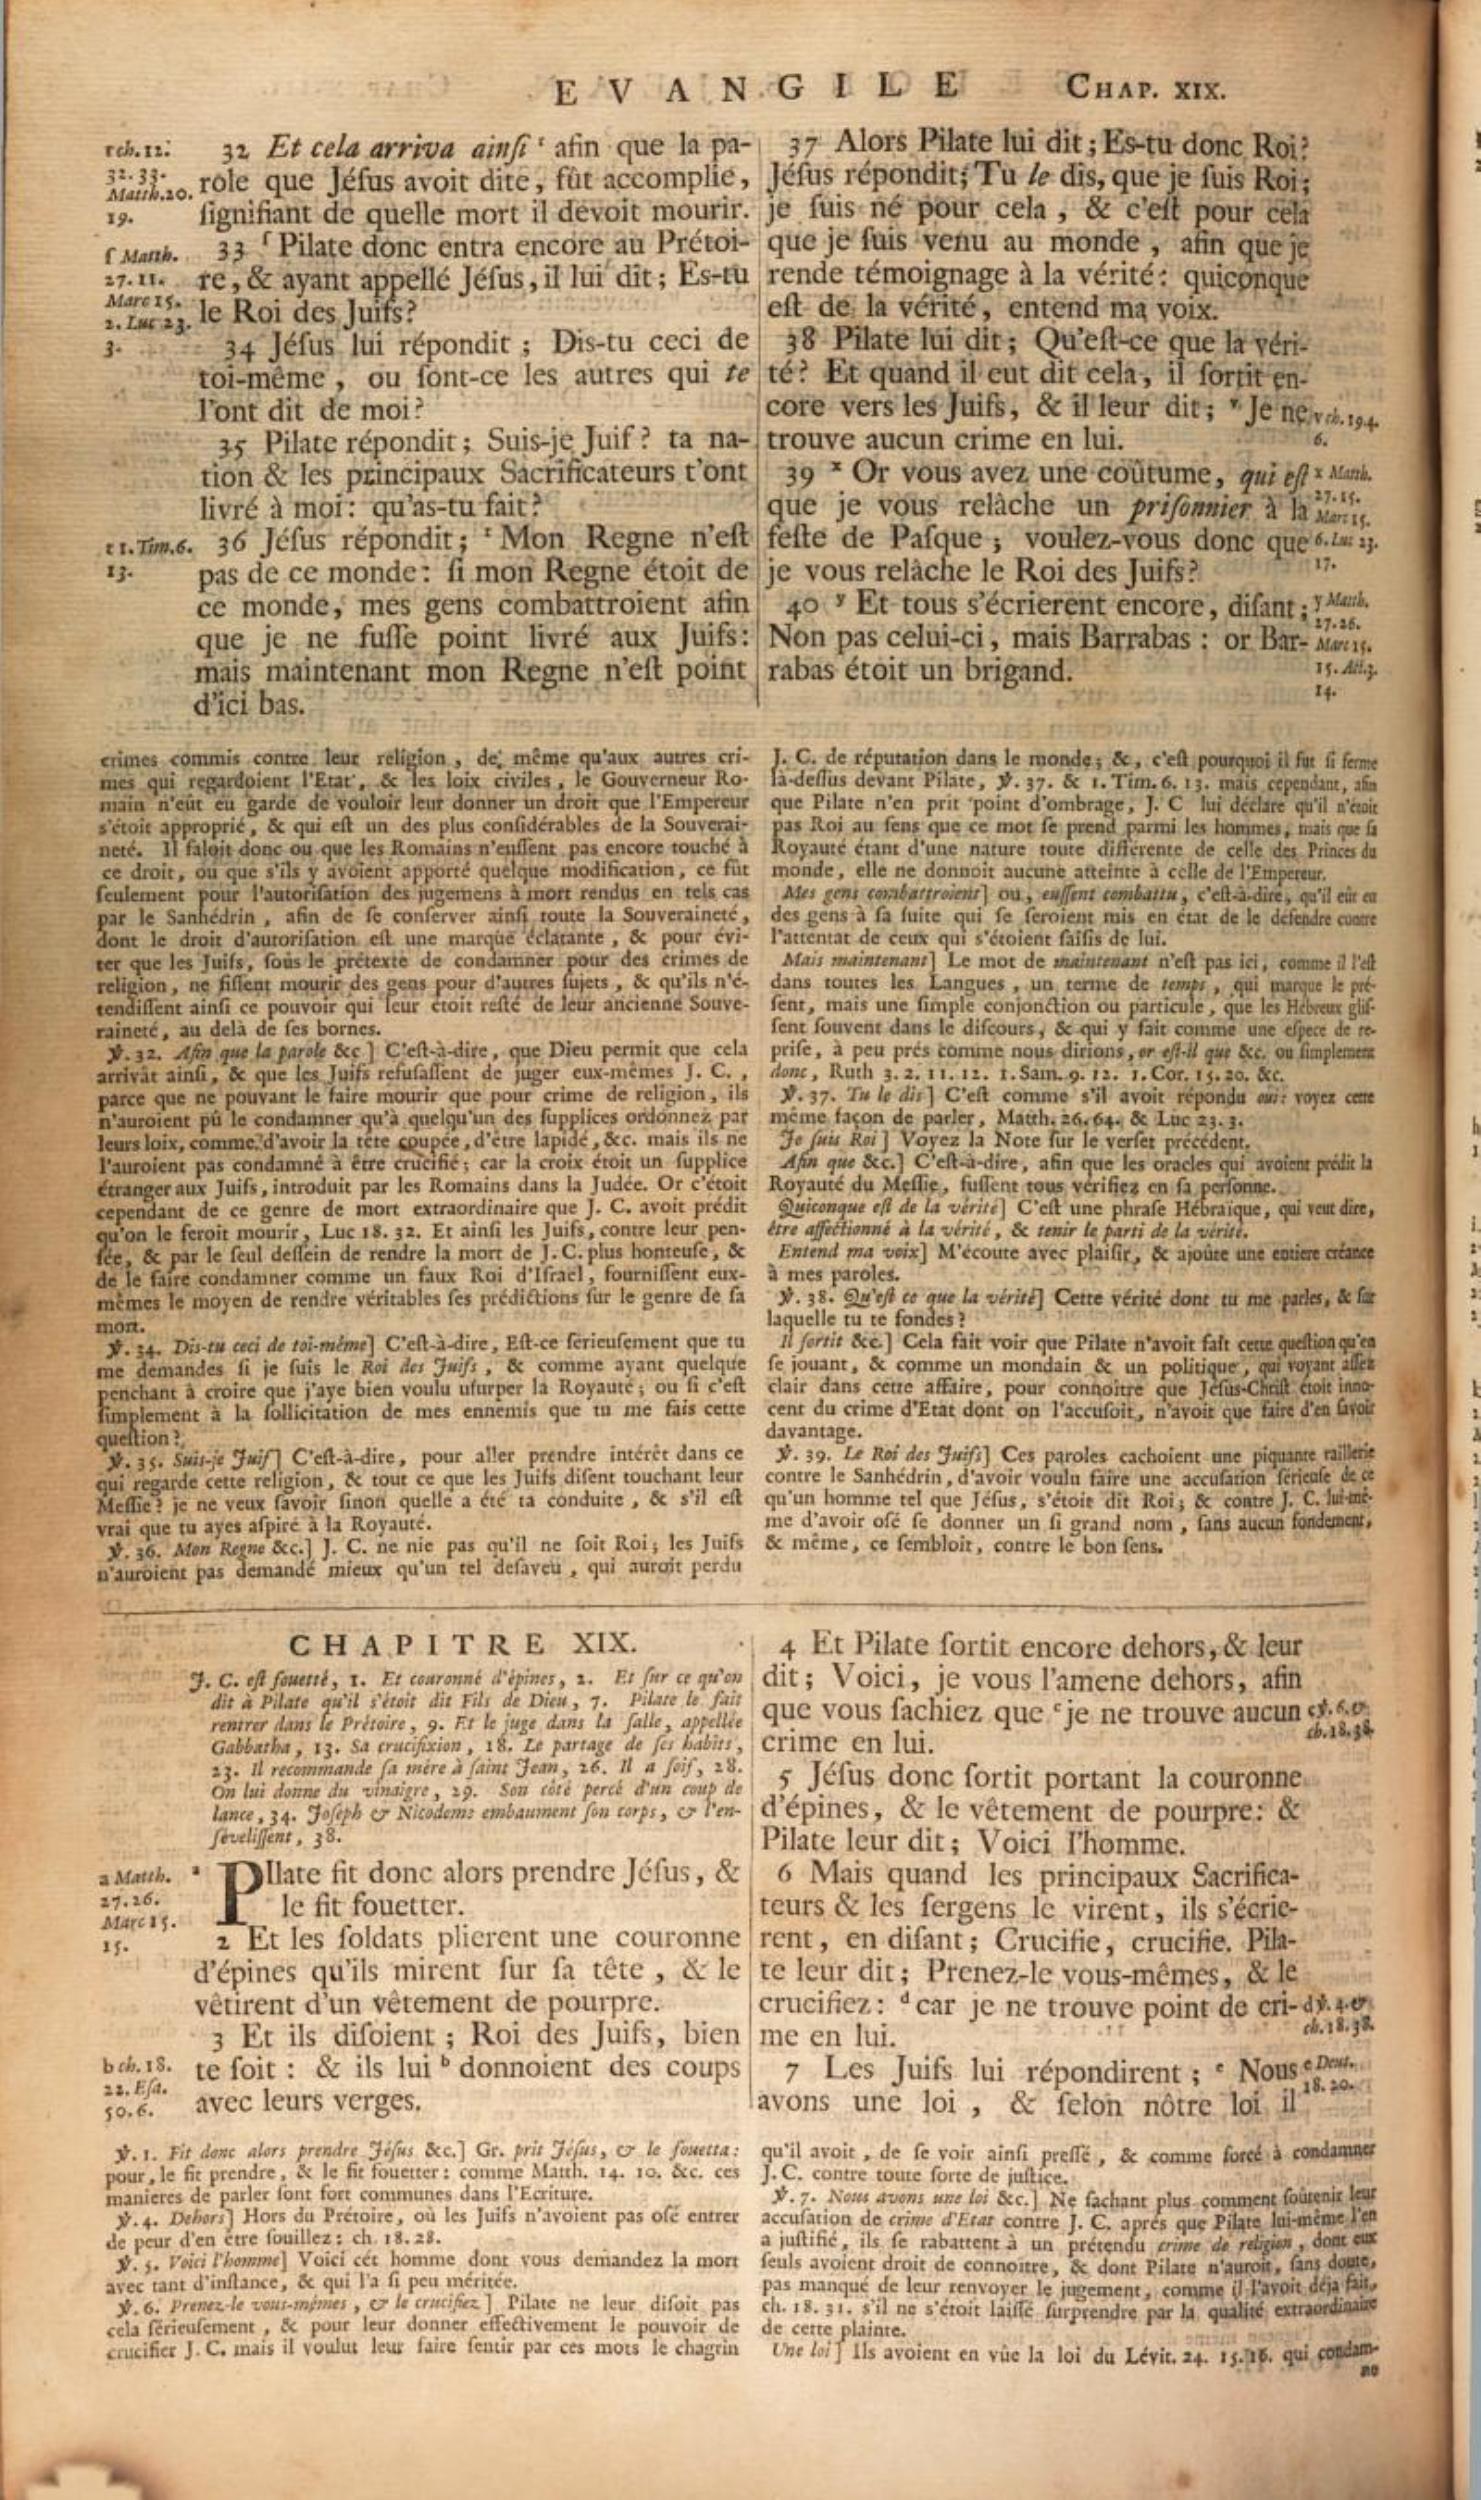 EVANGILE CHAP. XIX.
r ch. 12.
32. 33.
Matth. 20.
19.
ſ Matth.
27. 11.
Marc 15.
2. Luc 23.
3.
t 1. Tim. 6.
13.
32 Et cela arriva ainſi ʳ afin que la pa-
role que Jéſus avoit dite, fût accomplie,
ſignifiant de quelle mort il devoit mourir.
33 ſ Pilate donc entra encore au Prétoi-
re, & ayant appellé Jéſus, il lui dit; Es-tu
le Roi des Juifs?
34 Jéſus lui répondit ; Dis-tu ceci de
toi-même , ou ſont-ce les autres qui te
l'ont dit de moi?
35 Pilate répondit; Suis-je Juif? ta na-
tion & les principaux Sacrificateurs t'ont
livré à moi: qu'as-tu fait?
36 Jéſus répondit; ᵗ Mon Regne n'eſt
pas de ce monde: ſi mon Regne étoit de
ce monde, mes gens combattroient afin
que je ne fuſſe point livré aux Juifs:
mais maintenant mon Regne n'eſt point
d'ici bas.
37 Alors Pilate lui dit; Es-tu donc Roi?
Jéſus répondit; Tu le dis, que je ſuis Roi;
je ſuis né pour cela , & c'eſt pour cela
que je ſuis venu au monde , afin que je
rende témoignage à la vérité: quiconque
eſt de la vérité, entend ma voix.
38 Pilate lui dit; Qu'eſt-ce que la véri-
té? Et quand il eut dit cela, il ſortit en-
core vers les Juifs, & il leur dit; ᵛ Je ne
trouve aucun crime en lui.
39 ˣ Or vous avez une coûtume, qui eſt
que je vous relâche un priſonnier à la
feſte de Paſque ; voulez-vous donc que
je vous relâche le Roi des Juifs?
40 ʸ Et tous s'écrierent encore, diſant;
Non pas celui-ci, mais Barrabas : or Bar-
rabas étoit un brigand.
v ch. 19. 4.
6.
x Matth.
27. 15.
Marc 15.
6. Luc 23.
17.
y Matth.
27. 26.
Marc 15.
15. Act. 3.
14.
crimes commis contre leur religion , de même qu'aux autres cri-
mes qui regardoient l'Etat, & les loix civiles, le Gouverneur Ro-
main n'eût eu garde de vouloir leur donner un droit que l'Empereur
s'étoit approprié, & qui eſt un des plus conſidérables de la Souverai-
neté. Il faloit donc ou que les Romains n'euſſent pas encore touché à
ce droit, ou que s'ils y avoient apporté quelque modification, ce fût
ſeulement pour l'autoriſation des jugemens à mort rendus en tels cas
par le Sanhédrin, afin de ſe conſerver ainſi toute la Souveraineté,
dont le droit d'autoriſation eſt une marque éclatante, & pour évi-
ter que les Juifs, ſous le prétexte de condamner pour des crimes de
religion, ne fiſſent mourir des gens pour d'autres ſujets, & qu'ils n'é-
tendiſſent ainſi ce pouvoir qui leur étoit reſté de leur ancienne Souve-
raineté, au delà de ſes bornes.
℣. 32. Afin que la parole &c.] C'eſt-à-dire, que Dieu permit que cela
arrivât ainſi, & que les Juifs refuſaſſent de juger eux-mêmes J. C.,
parce que ne pouvant le faire mourir que pour crime de religion, ils
n'auroient pû le condamner qu'à quelqu'un des ſupplices ordonnez par
leurs loix, comme d'avoir la tête coupée, d'être lapidé, &c. mais ils ne
l'auroient pas condamné à être crucifié; car la croix étoit un ſupplice
étranger aux Juifs, introduit par les Romains dans la Judée. Or c'étoit
cependant de ce genre de mort extraordinaire que J. C. avoit prédit
qu'on le feroit mourir, Luc 18. 32. Et ainſi les Juifs, contre leur pen-
ſée, & par le ſeul deſſein de rendre la mort de J. C. plus honteuſe, &
de le faire condamner comme un faux Roi d'Iſraël, fourniſſent eux-
mêmes le moyen de rendre véritables ſes prédictions ſur le genre de ſa
mort.
℣. 34. Dis-tu ceci de toi-même] C'eſt-à-dire, Eſt-ce ſérieuſement que tu
me demandes ſi je ſuis le Roi des Juifs, & comme ayant quelque
penchant à croire que j'aye bien voulu uſurper la Royauté; ou ſi c'eſt
ſimplement à la ſollicitation de mes ennemis que tu me fais cette
queſtion?
℣. 35. Suis-je Juif] C'eſt-à-dire, pour aller prendre intérêt dans ce
qui regarde cette religion, & tout ce que les Juifs diſent touchant leur
Meſſie? je ne veux ſavoir ſinon quelle a été ta conduite, & s'il eſt
vrai que tu ayes aſpiré à la Royauté.
℣. 36. Mon Regne &c.] J. C. ne nie pas qu'il ne ſoit Roi; les Juifs
n'auroient pas demandé mieux qu'un tel deſaveu, qui auroit perdu
J. C. de réputation dans le monde; &, c'eſt pourquoi il fut ſi ferme
là-deſſus devant Pilate, ℣. 37. & 1. Tim. 6. 13. mais cependant, afin
que Pilate n'en prit point d'ombrage, J. C lui déclare qu'il n'étoit
pas Roi au ſens que ce mot ſe prend parmi les hommes, mais que ſa
Royauté étant d'une nature toute différente de celle des Princes du
monde, elle ne donnoit aucune atteinte à celle de l'Empereur.
Mes gens combattroient] ou, euſſent combattu, c'eſt-à-dire, qu'il eût eu
des gens à ſa ſuite qui ſe ſeroient mis en état de le défendre contre
l'attentat de ceux qui s'étoient ſaiſis de lui.
Mais maintenant] Le mot de maintenant n'eſt pas ici, comme il l'eſt
dans toutes les Langues, un terme de temps, qui marque le pré-
ſent, mais une ſimple conjonction ou particule, que les Hébreux gliſ-
ſent ſouvent dans le diſcours, & qui y fait comme une eſpece de re-
priſe, à peu prés comme nous dirions, or eſt-il que &c. ou ſimplement
donc, Ruth 3. 2. 11. 12. 1. Sam. 9. 12. 1. Cor. 15. 20. &c.
℣. 37. Tu le dis] C'eſt comme s'il avoit répondu oui: voyez cette
même façon de parler, Matth. 26. 64. & Luc 23. 3.
Je ſuis Roi] Voyez la Note ſur le verſet précédent.
Afin que &c.] C'eſt-à-dire, afin que les oracles qui avoient prédit la
Royauté du Meſſie, fuſſent tous vérifiez en ſa perſonne.
Quiconque eſt de la vérité] C'eſt une phraſe Hébraïque, qui veut dire,
être affectionné à la vérité, & tenir le parti de la vérité.
Entend ma voix] M'écoute avec plaiſir, & ajoûte une entiere créance
à mes paroles.
℣. 38. Qu'eſt ce que la vérité] Cette vérité dont tu me parles, & ſur
laquelle tu te fondes?
Il ſortit &c.] Cela fait voir que Pilate n'avoit fait cette queſtion qu'en
ſe jouant, & comme un mondain & un politique, qui voyant aſſez
clair dans cette affaire, pour connoître que Jéſus-Chriſt étoit inno-
cent du crime d'Etat dont on l'accuſoit, n'avoit que faire d'en ſavoir
davantage.
℣. 39. Le Roi des Juifs] Ces paroles cachoient une piquante raillerie
contre le Sanhédrin, d'avoir voulu faire une accuſation ſérieuſe de ce
qu'un homme tel que Jéſus, s'étoit dit Roi; & contre J. C. lui-mê-
me d'avoir oſé ſe donner un ſi grand nom, ſans aucun fondement,
& même, ce ſembloit, contre le bon ſens.
CHAPITRE XIX.
J. C. eſt fouetté, 1. Et couronné d'épines, 2. Et ſur ce qu'on
dit à Pilate qu'il s'étoit dit Fils de Dieu, 7. Pilate le fait
rentrer dans le Prétoire, 9. Et le juge dans la ſalle, appellée
Gabbatha, 13. Sa crucifixion, 18. Le partage de ſes habits,
23. Il recommande ſa mère à ſaint Jean, 26. Il a ſoif, 28.
On lui donne du vinaigre, 29. Son côté percé d'un coup de
lance, 34. Joſeph & Nicodeme embaument ſon corps, & l'en-
ſeveliſſent, 38.
a Matth.
27. 26.
Marc 15.
15.
b ch. 18.
22. Eſa.
50. 6.
ᵃ PIlate fit donc alors prendre Jéſus, &
le fit fouetter.
2 Et les ſoldats plierent une couronne
d'épines qu'ils mirent ſur ſa tête , & le
vêtirent d'un vêtement de pourpre.
3 Et ils diſoient ; Roi des Juifs, bien
te ſoit : & ils lui ᵇ donnoient des coups
avec leurs verges.
4 Et Pilate ſortit encore dehors, & leur
dit; Voici, je vous l'amene dehors, afin
que vous ſachiez que ᶜ je ne trouve aucun
crime en lui.
5 Jéſus donc ſortit portant la couronne
d'épines, & le vêtement de pourpre: &
Pilate leur dit; Voici l'homme.
6 Mais quand les principaux Sacrifica-
teurs & les ſergens le virent, ils s'écrie-
rent, en diſant; Crucifie, crucifie. Pila-
te leur dit; Prenez-le vous-mêmes, & le
crucifiez: ᵈ car je ne trouve point de cri-
me en lui.
7 Les Juifs lui répondirent ; ᵉ Nous
avons une loi , & ſelon nôtre loi il
c ℣. 6. &
ch. 18. 38.
d ℣. 4. &
ch. 18. 38.
e Deut.
18. 20.
℣. 1. Fit donc alors prendre Jéſus &c.] Gr. prit Jéſus, & le fouetta:
pour, le fit prendre, & le fit fouetter: comme Matth. 14. 10. &c. ces
manieres de parler ſont fort communes dans l'Ecriture.
℣. 4. Dehors] Hors du Prétoire, où les Juifs n'avoient pas oſé entrer
de peur d'en être ſouillez: ch. 18. 28.
℣. 5. Voici l'homme] Voici cét homme dont vous demandez la mort
avec tant d'inſtance, & qui l'a ſi peu méritée.
℣. 6. Prenez-le vous-mêmes, & le crucifiez] Pilate ne leur diſoit pas
cela ſérieuſement, & pour leur donner effectivement le pouvoir de
crucifier J. C. mais il voulut leur faire ſentir par ces mots le chagrin
qu'il avoit, de ſe voir ainſi preſſé, & comme forcé à condamner
J. C. contre toute ſorte de juſtice.
℣. 7. Nous avons une loi &c.] Ne ſachant plus comment ſoûtenir leur
accuſation de crime d'Etat contre J. C. aprés que Pilate lui-même l'en
a juſtifié, ils ſe rabattent à un prétendu crime de religion, dont eux
ſeuls avoient droit de connoitre, & dont Pilate n'auroit, ſans doute,
pas manqué de leur renvoyer le jugement, comme il l'avoit déja fait,
ch. 18. 31. s'il ne s'étoit laiſſé ſurprendre par la qualité extraordinaire
de cette plainte.
Une loi] Ils avoient en vûe la loi du Lévit. 24. 15. 16. qui condam-
ne